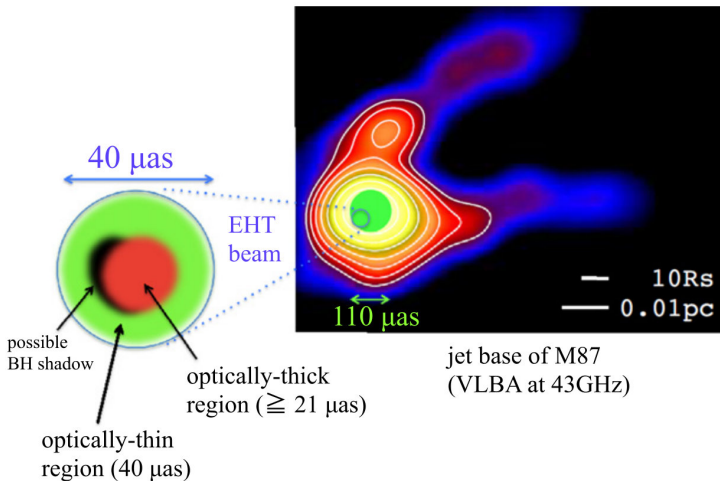 40 μas
EHT
beam
possible
BH shadow
optically-thick
region (≧ 21 μas)
optically-thin
region (40 μas)
10Rs
0.01pc
110 μas
jet base of M87
(VLBA at 43GHz)